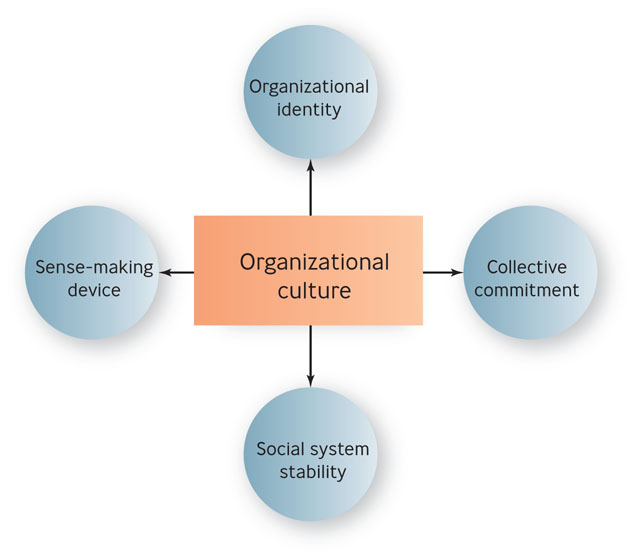 Organizational
identity
Sense-making
device
Organizational
culture
Collective
commitment
Social system
stability